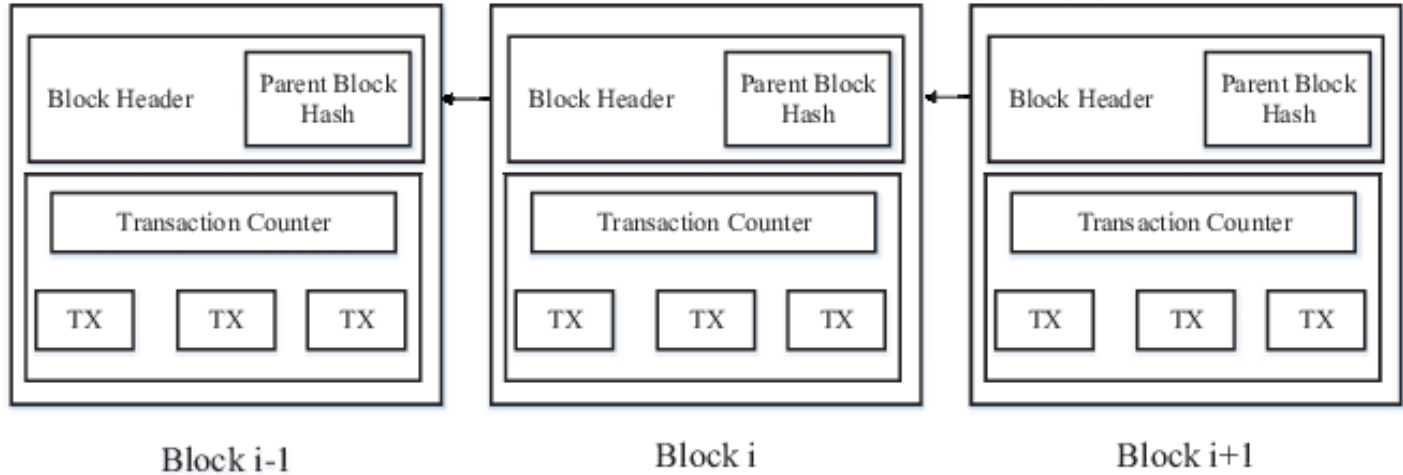 Block Header
Parent Block
Hash
Transaction Counter
TX
TX
TX
Block i-1
Block Header
Parent Block
Hash
Transaction Counter
TX
TX
TX
Block i
Block Header
Parent Block
Hash
Transaction Counter
TX
TX
TX
Block i+1